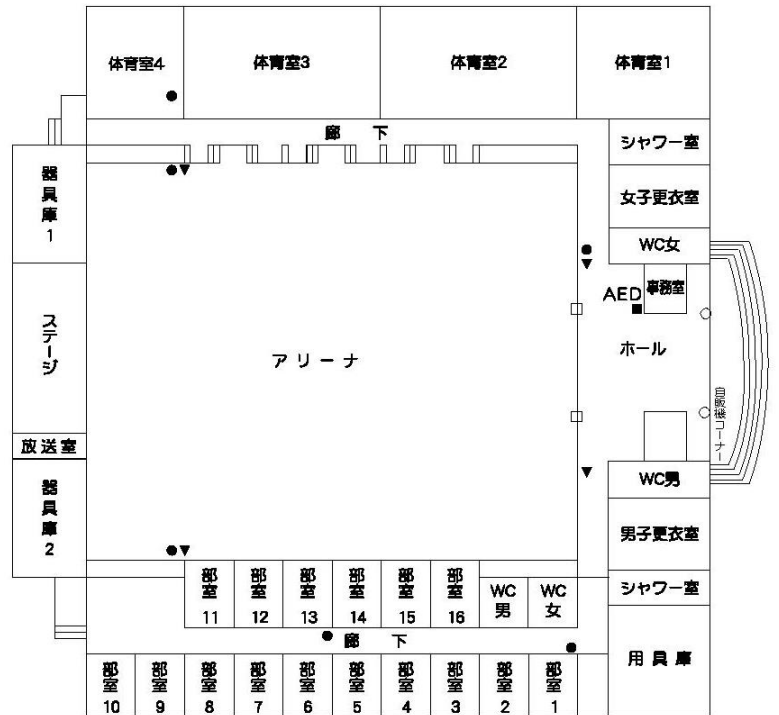 体育室4
体育室3
体育室2
体育室1
廊 下
シャワー室
女子更衣室
WC女
事務室
AED
ホール
自販機コーナー
器具庫1
ステージ
放送室
器具庫2
アリーナ
WC男
男子更衣室
シャワー室
用具庫
部室11
部室12
部室13
部室14
部室15
部室16
WC男
WC女
廊 下
部室10
部室9
部室8
部室7
部室6
部室5
部室4
部室3
部室2
部室1